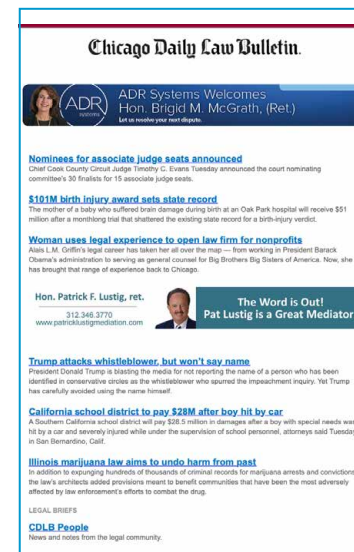 Chicago Daily Law Bulletin.
ADR
systems
ADR Systems Welcomes
Hon. Brigid M. McGrath, (Ret.)
Let us resolve your next dispute.
Nominees for associate judge seats announced
Chief Cook County Circuit Judge Timothy C. Evans Tuesday announced the court nominating
committee's 30 finalists for 15 associate judge seats.
$101M birth injury award sets state record
The mother of a baby who suffered brain damage during birth at an Oak Park hospital will receive $51
million after a monthlong trial that shattered the existing state record for a birth-injury verdict.
Woman uses legal experience to open law firm for nonprofits
Alais L.M. Griffin's legal career has taken her all over the map — from working in President Barack
Obama's administration to serving as general counsel for Big Brothers Big Sisters of America. Now, she
has brought that range of experience back to Chicago.
Hon. Patrick F. Lustig, ret.
312.346.3770
www.patricklustigmediation.com
The Word is Out!
Pat Lustig is a Great Mediator
Trump attacks whistleblower, but won't say name
President Donald Trump is blasting the media for not reporting the name of a person who has been
identified in conservative circles as the whistleblower who spurred the impeachment inquiry. Yet Trump
has carefully avoided using the name himself.
California school district to pay $28M after boy hit by car
A Southern California school district will pay $28.5 million in damages after a boy with special needs was
hit by a car and severely injured while under the supervision of school personnel, attorneys said Tuesday
in San Bernardino, Calif.
Illinois marijuana law aims to undo harm from past
In addition to expunging hundreds of thousands of criminal records for marijuana arrests and convictions,
the law's architects added provisions meant to benefit communities that have been the most adversely
affected by law enforcement's efforts to combat the drug.
LEGAL BRIEFS
CDLB People
News and notes from the legal community.